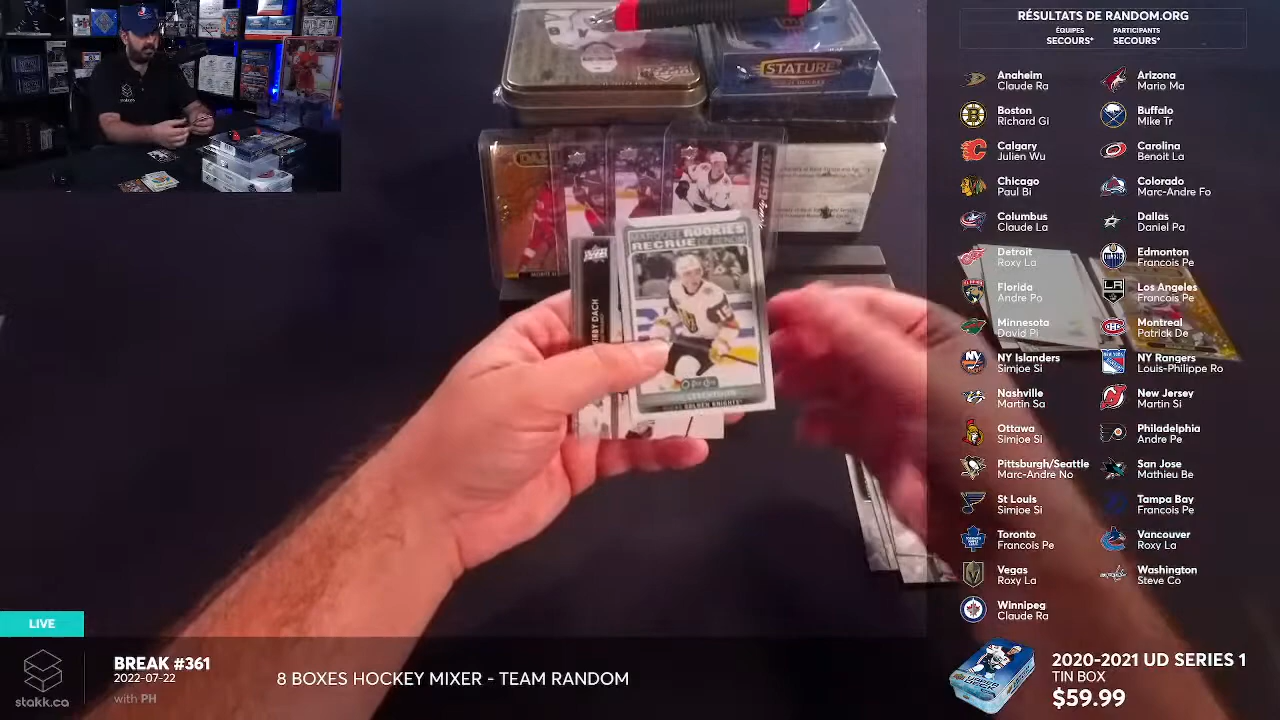 RÉSULTATS DE RANDOM.ORG
ÉQUIPES
SECOURS*
PARTICIPANTS
SECOURS*
Anaheim
Claude Ra
Arizona
Mario Ma
Boston
Richard Gi
Buffalo
Mike Tr
Calgary
Julien Wu
Carolina
Benoit La
Chicago
Paul Bi
Colorado
Marc-Andre Fo
Columbus
Claude La
Dallas
Daniel Pa
Detroit
Roxy La
Edmonton
Francois Pe
Florida
Andre Po
Los Angeles
Francois Pe
Minnesota
David Pi
Montreal
Patrick De
NY Islanders
Simjoe Si
NY Rangers
Louis-Philippe Ro
Nashville
Martin Sa
New Jersey
Martin Si
Ottawa
Simjoe Si
Philadelphia
Andre Pe
Pittsburgh/Seattle
Marc-Andre No
San Jose
Mathieu Be
St Louis
Simjoe Si
Tampa Bay
Francois Pe
Toronto
Francois Pe
Vancouver
Roxy La
Vegas
Roxy La
Washington
Steve Co
Winnipeg
Claude Ra
STATURE
MARQUEE ROOKIES
RECRUE DE RENOM
KIRBY DACH
GOLDEN KNIGHTS
LIVE
stakk.ca
BREAK #361
2022-07-22
with PH
8 BOXES HOCKEY MIXER - TEAM RANDOM
2020-2021 UD SERIES 1
TIN BOX
$59.99